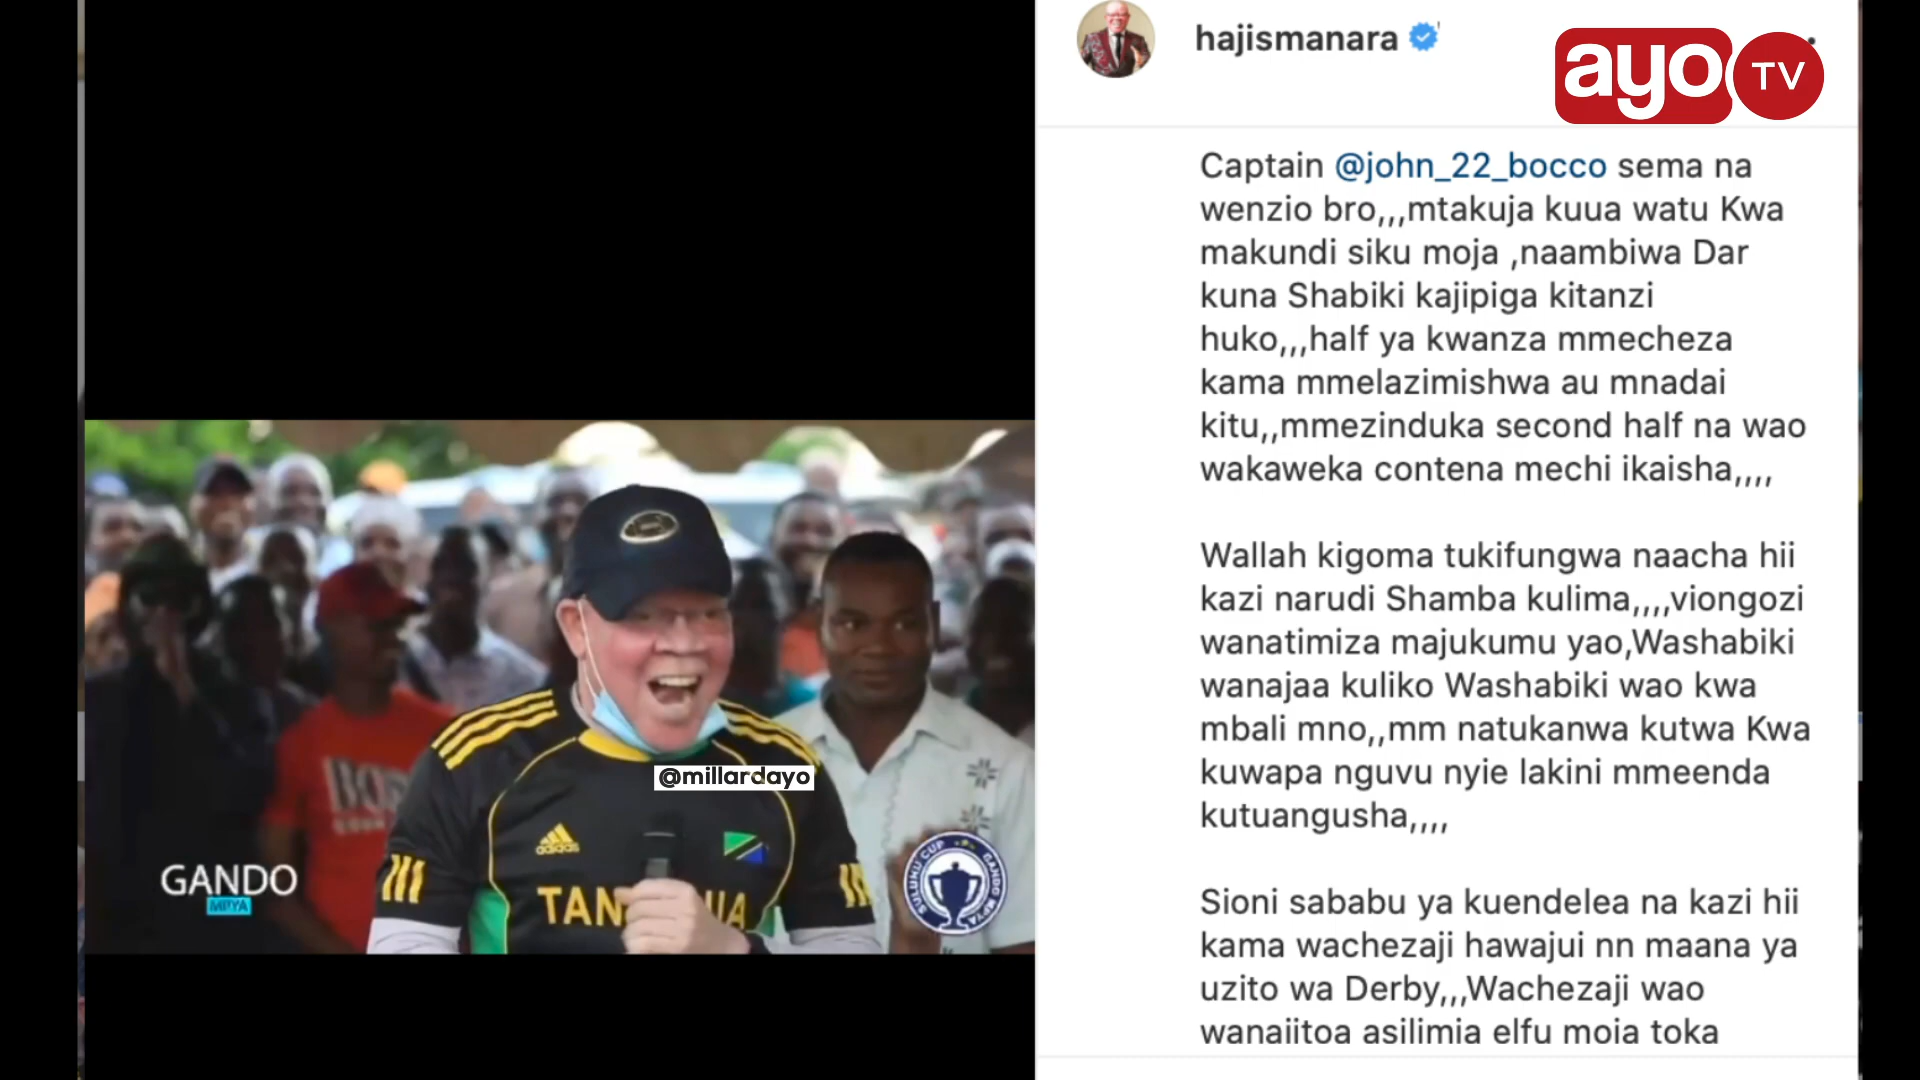 hajismanara
ayo TV
Captain @john_22_bocco sema na
wenzio bro,,,mtakuja kuua watu Kwa
makundi siku moja ,naambiwa Dar
kuna Shabiki kajipiga kitanzi
huko,,,half ya kwanza mmecheza
kama mmelazimishwa au mnadai
kitu,,mmezinduka second half na wao
wakaweka contena mechi ikaisha,,,,
Wallah kigoma tukifungwa naacha hii
kazi narudi Shamba kulima,,,,viongozi
wanatimiza majukumu yao,Washabiki
wanajaa kuliko Washabiki wao kwa
mbali mno,,mm natukanwa kutwa Kwa
kuwapa nguvu nyie lakini mmeenda
kutuangusha,,,,
Sioni sababu ya kuendelea na kazi hii
kama wachezaji hawajui nn maana ya
uzito wa Derby,,,Wachezaji wao
wanaiitoa asilimia elfu moia toka
@millardayo
adidas
GANDO
MPYA
SULUHU CUP
GANDO MPYA